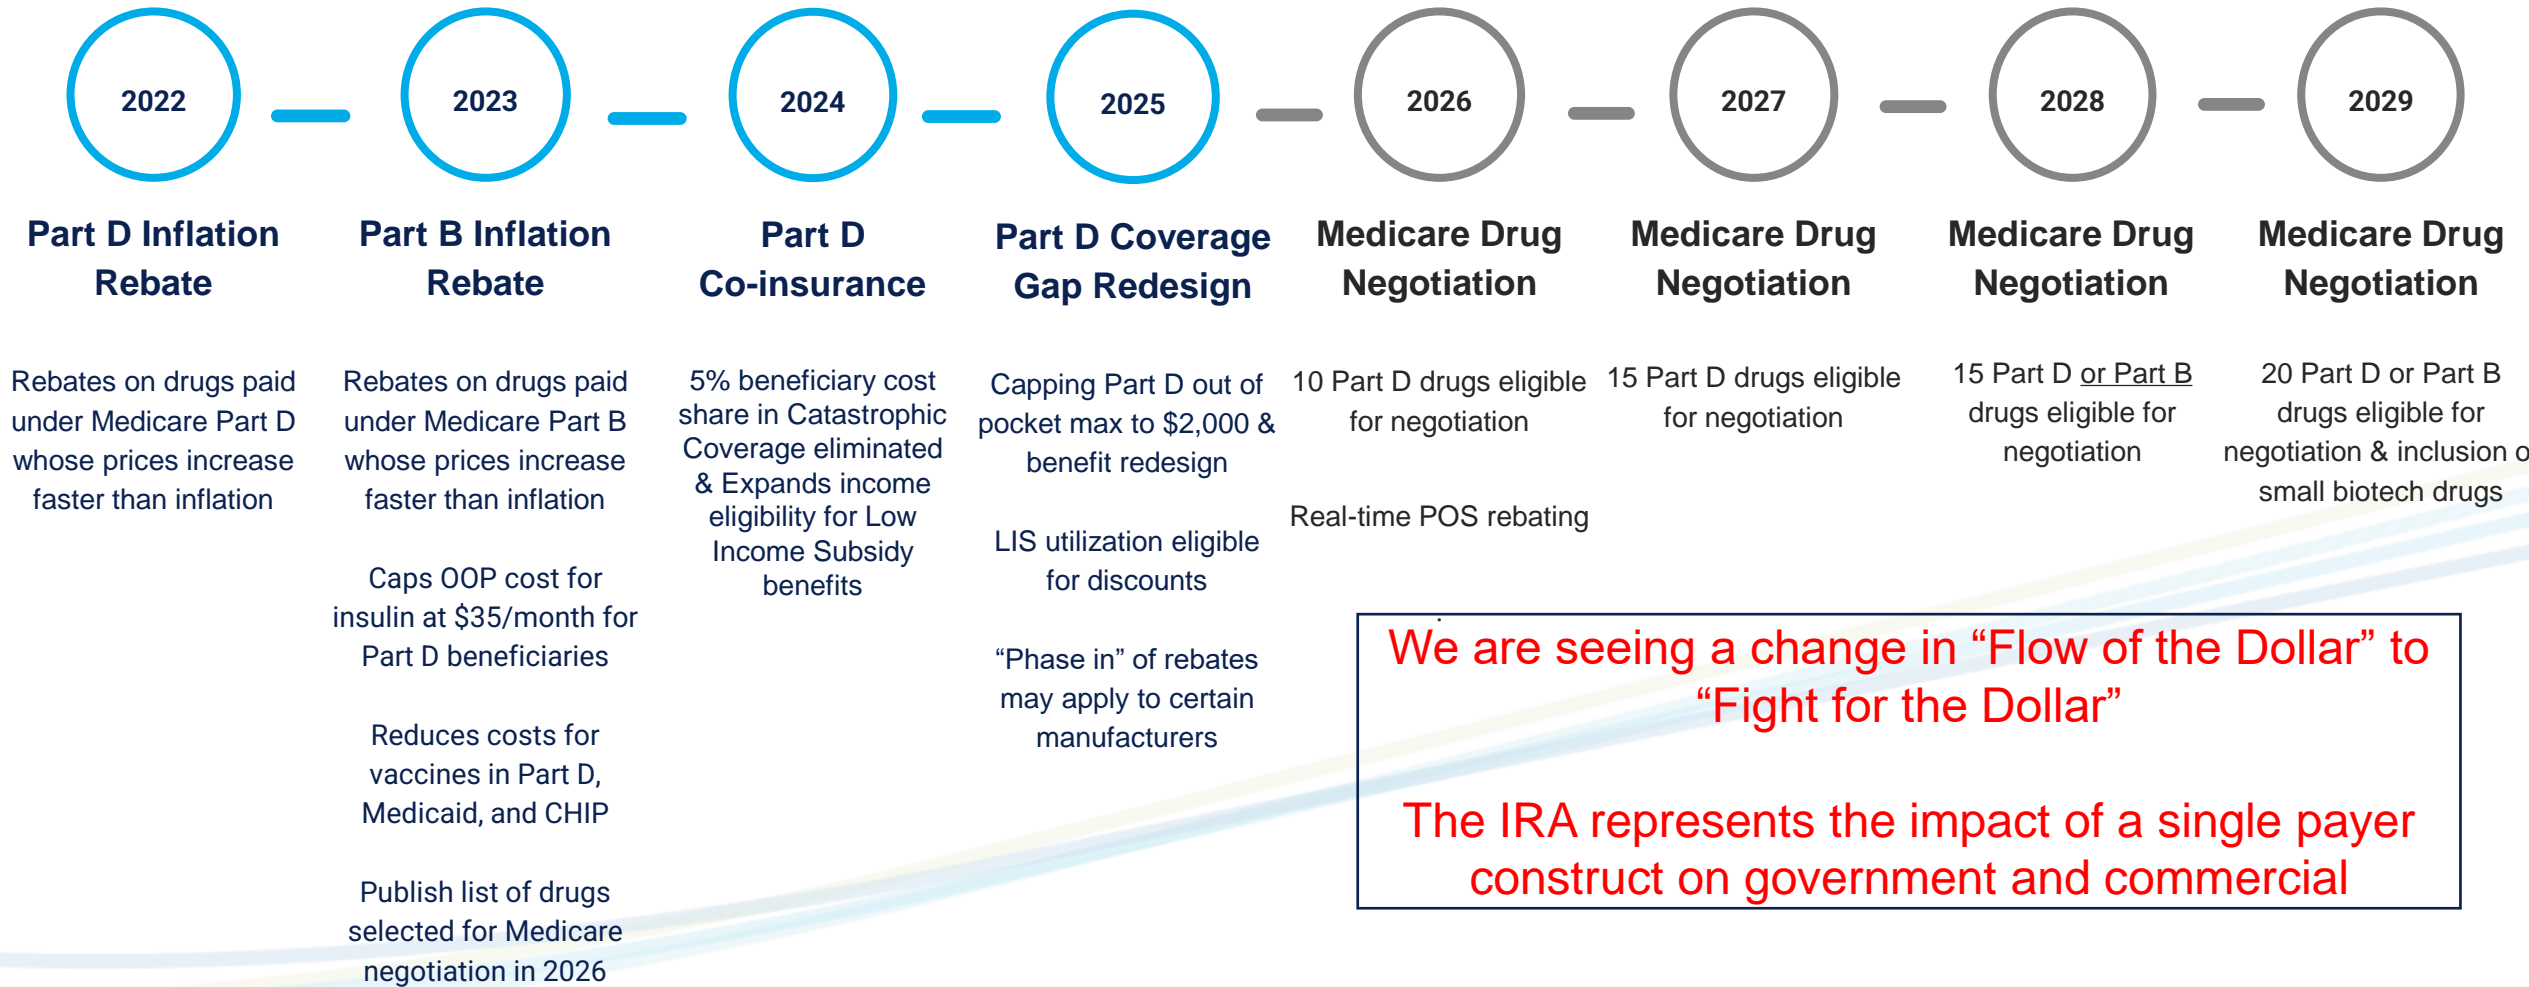 2022
2023
2024
2025
2026
2027
2028
2029
Part D Inflation
Rebate
Rebates on drugs paid
under Medicare Part D
whose prices increase
faster than inflation
Part B Inflation
Rebate
Rebates on drugs paid
under Medicare Part B
whose prices increase
faster than inflation
Caps OOP cost for
insulin at $35/month for
Part D beneficiaries
Reduces costs for
vaccines in Part D,
Medicaid, and CHIP
Publish list of drugs
selected for Medicare
negotiation in 2026
Part D
Co-insurance
5% beneficiary cost
share in Catastrophic
Coverage eliminated
& Expands income
eligibility for Low
Income Subsidy
benefits
Part D Coverage
Gap Redesign
Capping Part D out of
pocket max to $2,000 &
benefit redesign
LIS utilization eligible
for discounts
“Phase in” of rebates
may apply to certain
manufacturers
Medicare Drug
Negotiation
10 Part D drugs eligible
for negotiation
Real-time POS rebating
Medicare Drug
Negotiation
15 Part D drugs eligible
for negotiation
Medicare Drug
Negotiation
15 Part D or Part B
drugs eligible for
negotiation
Medicare Drug
Negotiation
20 Part D or Part B
drugs eligible for
negotiation & inclusion
small biotech drugs
We are seeing a change in “Flow of the Dollar” to
“Fight for the Dollar”
The IRA represents the impact of a single payer
construct on government and commercial